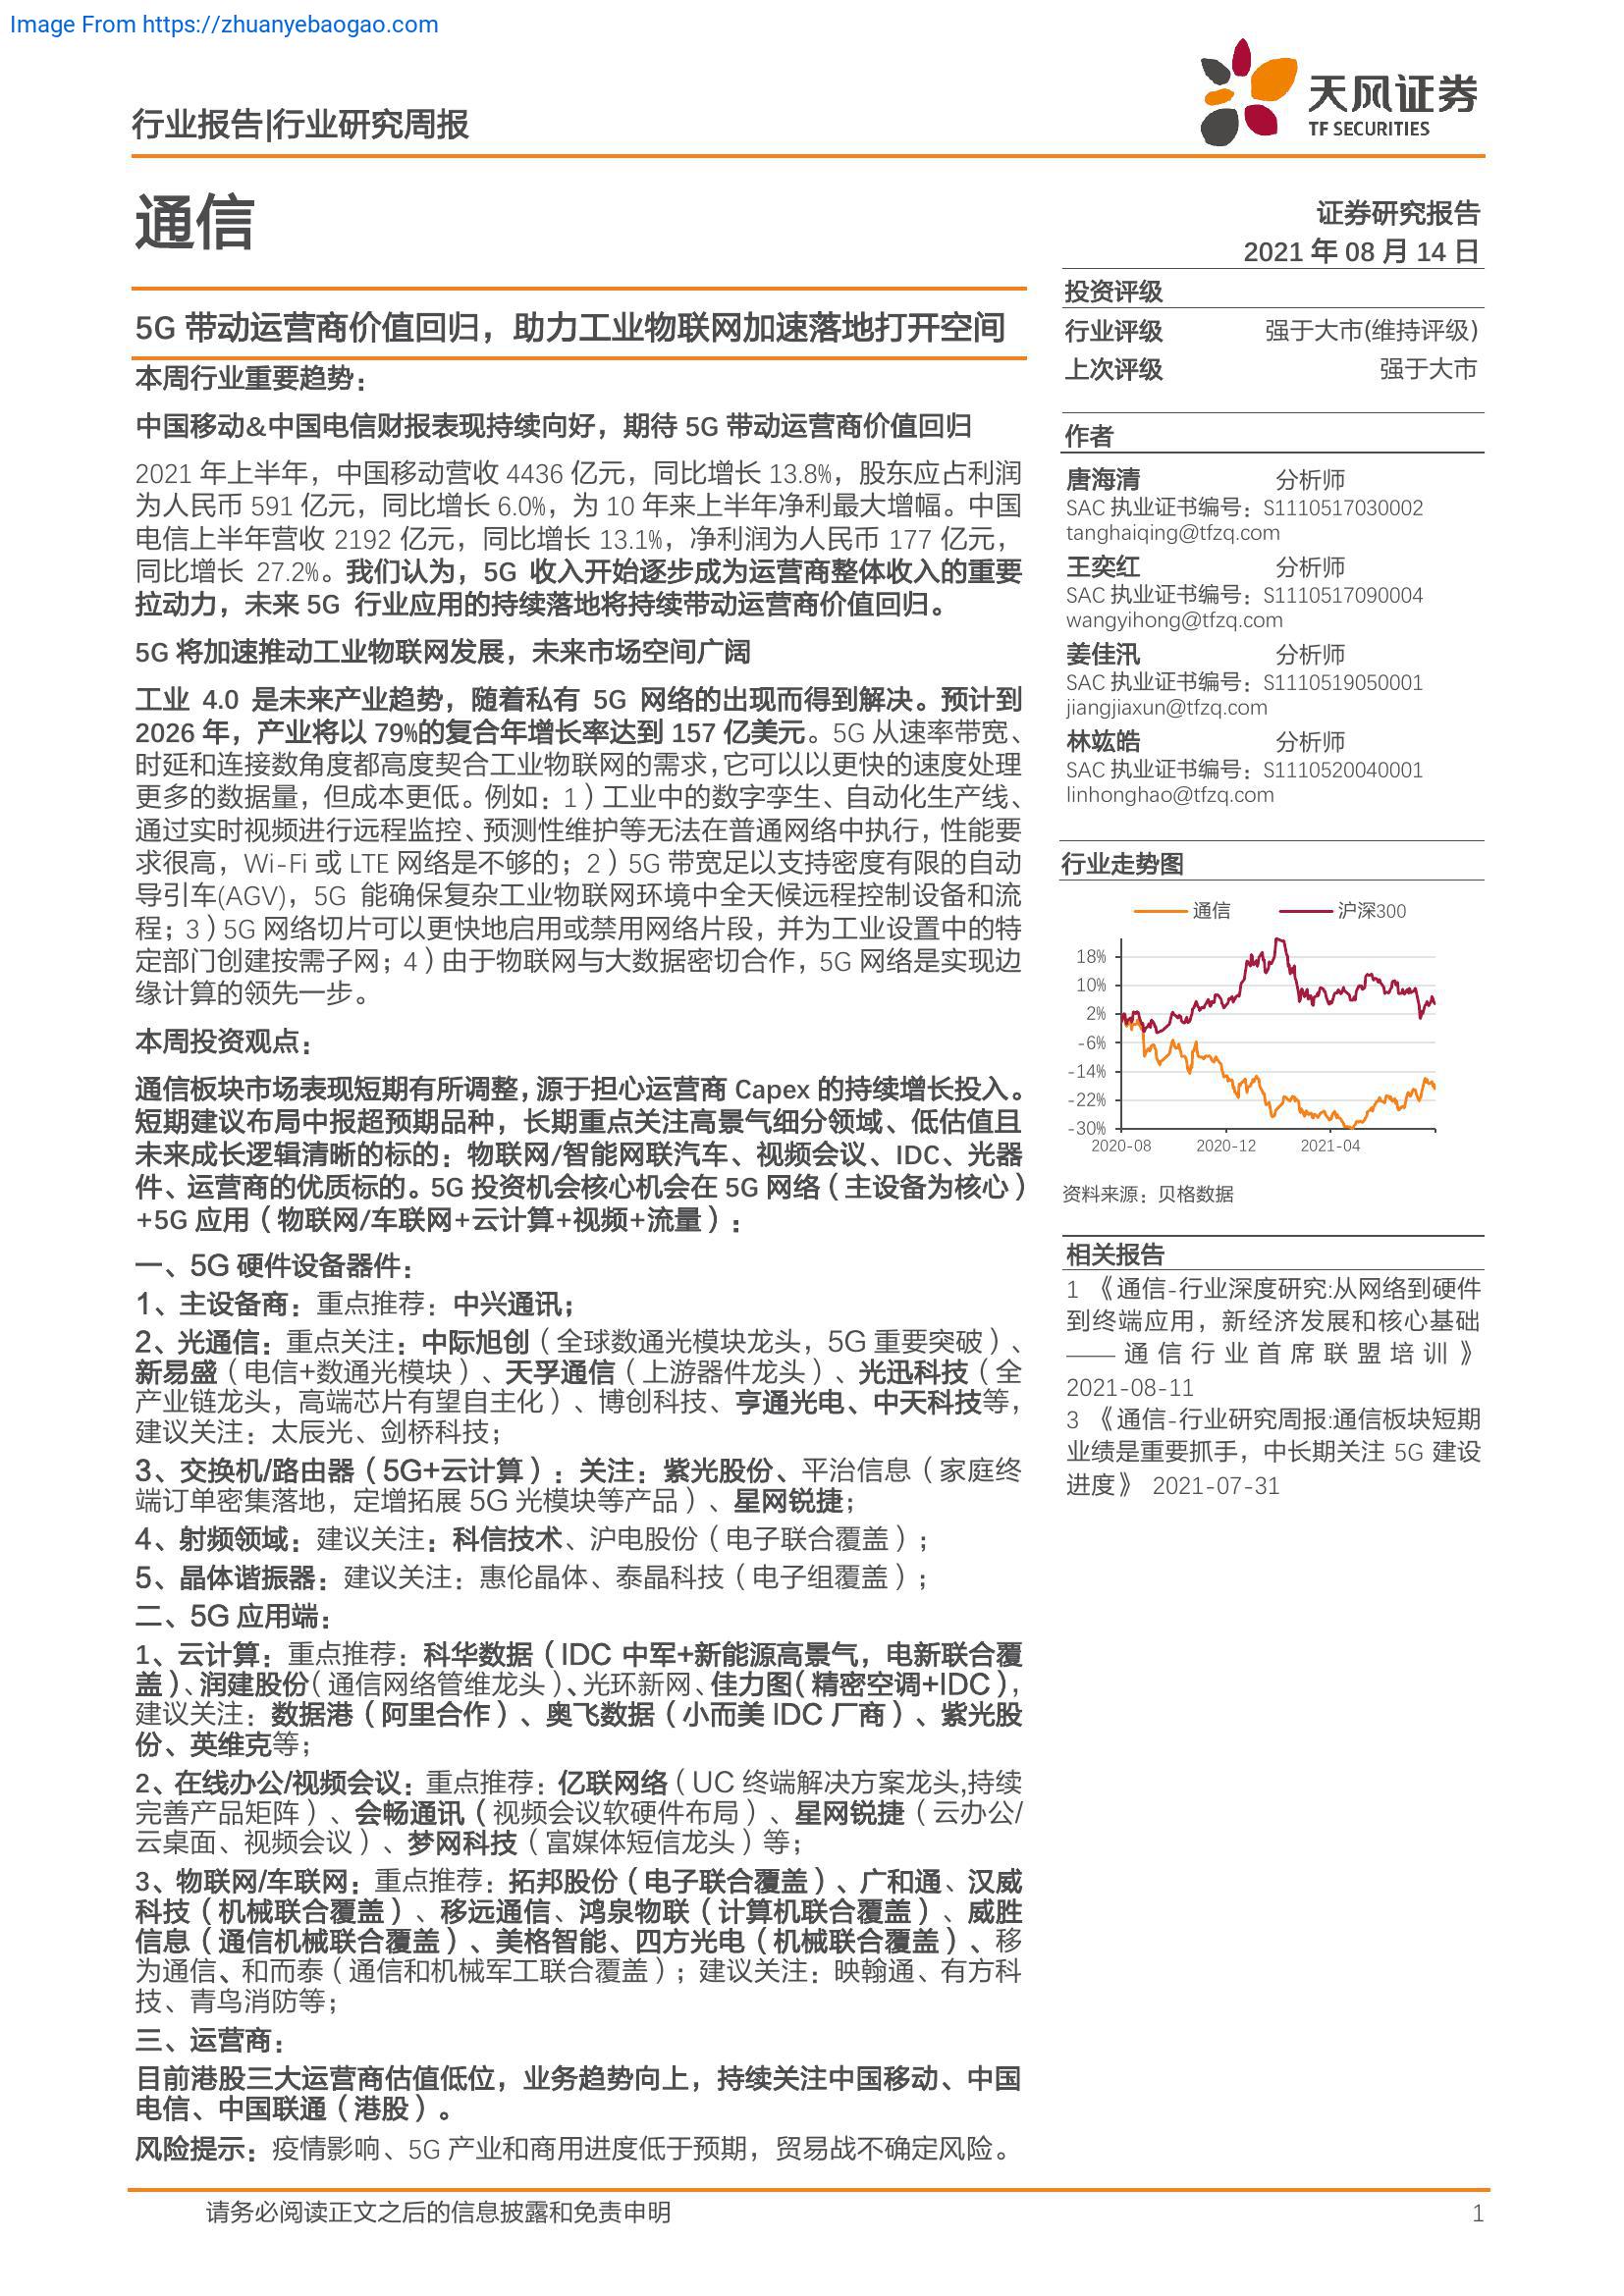 Image From https://zhuanyebaogao.com
行业报告|行业研究周报
天风证券
TF SECURITIES
通信
证券研究报告
2021 年 08 月 14 日
5G 带动运营商价值回归，助力工业物联网加速落地打开空间
本周行业重要趋势：
中国移动&中国电信财报表现持续向好，期待 5G 带动运营商价值回归
2021 年上半年，中国移动营收 4436 亿元，同比增长 13.8%，股东应占利润
为人民币 591 亿元，同比增长 6.0%，为 10 年来上半年净利最大增幅。中国
电信上半年营收 2192 亿元，同比增长 13.1%，净利润为人民币 177 亿元，
同比增长 27.2%。我们认为，5G 收入开始逐步成为运营商整体收入的重要
拉动力，未来 5G 行业应用的持续落地将持续带动运营商价值回归。
5G 将加速推动工业物联网发展，未来市场空间广阔
工业 4.0 是未来产业趋势，随着私有 5G 网络的出现而得到解决。预计到
2026 年，产业将以 79%的复合年增长率达到 157 亿美元。5G 从速率带宽、
时延和连接数角度都高度契合工业物联网的需求，它可以以更快的速度处理
更多的数据量，但成本更低。例如：1）工业中的数字孪生、自动化生产线、
通过实时视频进行远程监控、预测性维护等无法在普通网络中执行，性能要
求很高，Wi-Fi 或 LTE 网络是不够的；2）5G 带宽足以支持密度有限的自动
导引车(AGV)，5G 能确保复杂工业物联网环境中全天候远程控制设备和流
程；3）5G 网络切片可以更快地启用或禁用网络片段，并为工业设置中的特
定部门创建按需子网；4）由于物联网与大数据密切合作，5G 网络是实现边
缘计算的领先一步。
本周投资观点：
通信板块市场表现短期有所调整，源于担心运营商 Capex 的持续增长投入。
短期建议布局中报超预期品种，长期重点关注高景气细分领域、低估值且
未来成长逻辑清晰的标的：物联网/智能网联汽车、视频会议、IDC、光器
件、运营商的优质标的。5G 投资机会核心机会在 5G 网络（主设备为核心）
+5G 应用（物联网/车联网+云计算+视频+流量）：
一、5G 硬件设备器件：
1、主设备商：重点推荐：中兴通讯；
2、光通信：重点关注：中际旭创（全球数通光模块龙头，5G 重要突破）、
新易盛（电信+数通光模块）、天孚通信（上游器件龙头）、光迅科技（全
产业链龙头，高端芯片有望自主化）、博创科技、亨通光电、中天科技等，
建议关注：太辰光、剑桥科技；
3、交换机/路由器（5G+云计算）：关注：紫光股份、平治信息（家庭终
端订单密集落地，定增拓展 5G 光模块等产品）、星网锐捷；
4、射频领域：建议关注：科信技术、沪电股份（电子联合覆盖）；
5、晶体谐振器：建议关注：惠伦晶体、泰晶科技（电子组覆盖）；
二、5G 应用端：
1、云计算：重点推荐：科华数据（IDC 中军+新能源高景气，电新联合覆
盖）、润建股份（通信网络管维龙头）、光环新网、佳力图（精密空调+IDC），
建议关注：数据港（阿里合作）、奥飞数据（小而美 IDC 厂商）、紫光股
份、英维克等；
2、在线办公/视频会议：重点推荐：亿联网络（UC 终端解决方案龙头,持续
完善产品矩阵）、会畅通讯（视频会议软硬件布局）、星网锐捷（云办公/
云桌面、视频会议）、梦网科技（富媒体短信龙头）等；
3、物联网/车联网：重点推荐：拓邦股份（电子联合覆盖）、广和通、汉威
科技（机械联合覆盖）、移远通信、鸿泉物联（计算机联合覆盖）、威胜
信息（通信机械联合覆盖）、美格智能、四方光电（机械联合覆盖）、移
为通信、和而泰（通信和机械军工联合覆盖）；建议关注：映翰通、有方科
技、青鸟消防等；
三、运营商：
目前港股三大运营商估值低位，业务趋势向上，持续关注中国移动、中国
电信、中国联通（港股）。
风险提示：疫情影响、5G 产业和商用进度低于预期，贸易战不确定风险。
投资评级
行业评级 强于大市(维持评级)
上次评级 强于大市
作者
唐海清 分析师
SAC 执业证书编号：S1110517030002
tanghaiqing@tfzq.com
王奕红 分析师
SAC 执业证书编号：S1110517090004
wangyihong@tfzq.com
姜佳汛 分析师
SAC 执业证书编号：S1110519050001
jiangjiaxun@tfzq.com
林竑皓 分析师
SAC 执业证书编号：S1110520040001
linhonghao@tfzq.com
行业走势图
通信 沪深300
18%
10%
2%
-6%
-14%
-22%
-30%
2020-08 2020-12 2021-04
资料来源：贝格数据
相关报告
1 《通信-行业深度研究:从网络到硬件
到终端应用，新经济发展和核心基础
——通信行业首席联盟培训》
2021-08-11
3 《通信-行业研究周报:通信板块短期
业绩是重要抓手，中长期关注 5G 建设
进度》 2021-07-31
请务必阅读正文之后的信息披露和免责申明 1